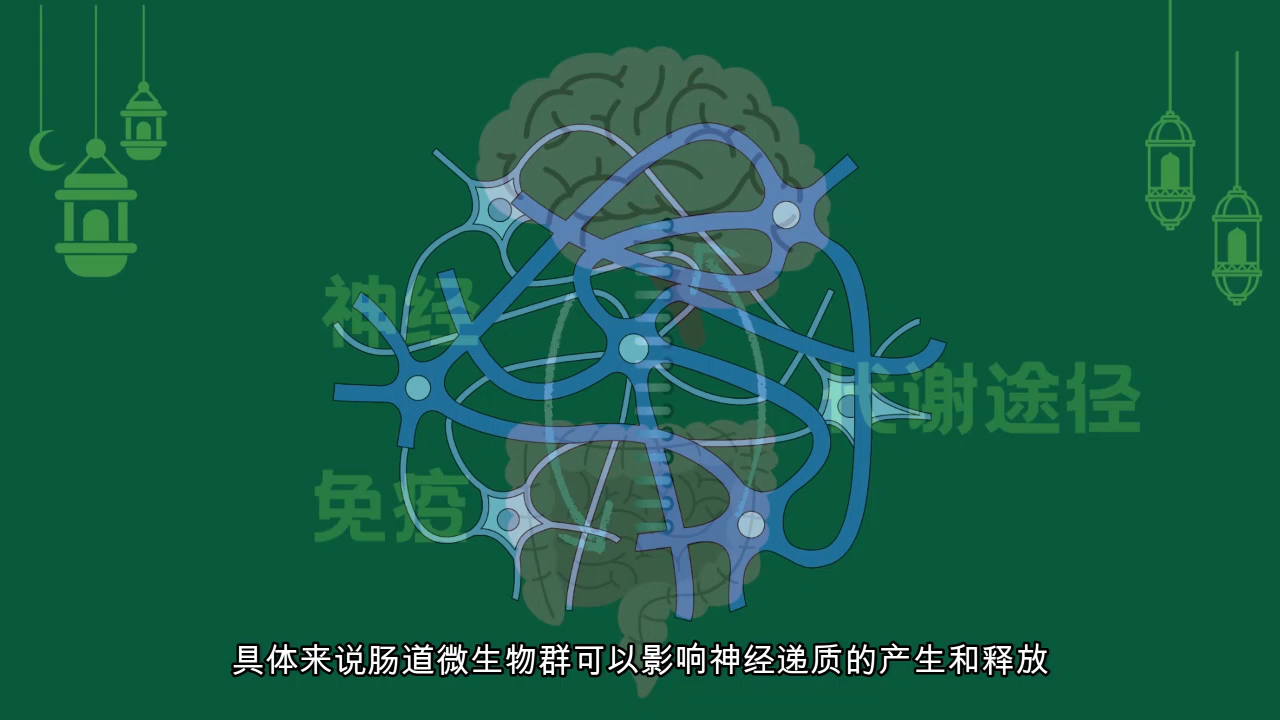 神经
代谢途径
免疫
具体来说肠道微生物群可以影响神经递质的产生和释放